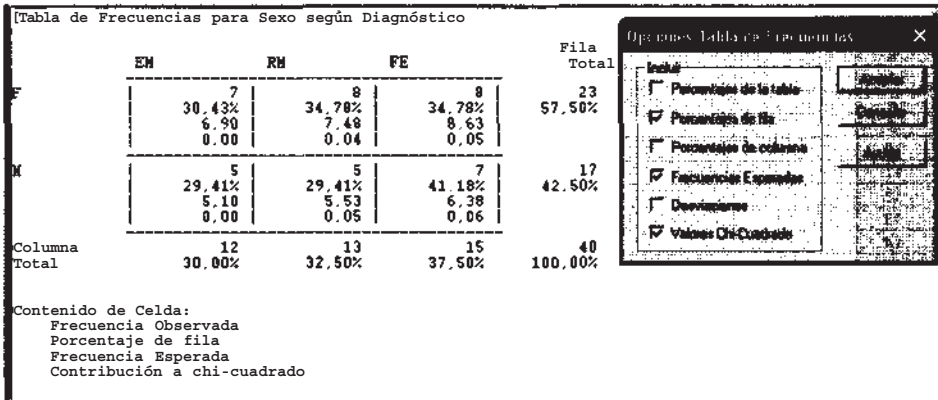 [Tabla de Frecuencias para Sexo según Diagnóstico
Fila
EM RM FE Total
F 7 8 8 23
30.43% 34.78% 34.78% 57,50%
6.90 7.48 8.63
0.00 0.04 0,05
M 5 5 7 17
29,41% 29,41% 41.18% 42.50%
5.10 5.53 6,38
0,00 0,05 0,06
Columna 12 13 15 40
Total 30,00% 32,50% 37,50% 100,00%
Contenido de Celda:
Frecuencia Observada
Porcentaje de fila
Frecuencia Esperada
Contribución a chi-cuadrado
Opciones Tabla de Frecuencias
Incluir
Porcentajes de la tabla
Porcentajes de fila
Porcentajes de columna
Frecuencias Esperadas
Desviaciones
Valores Chi-Cuadrado